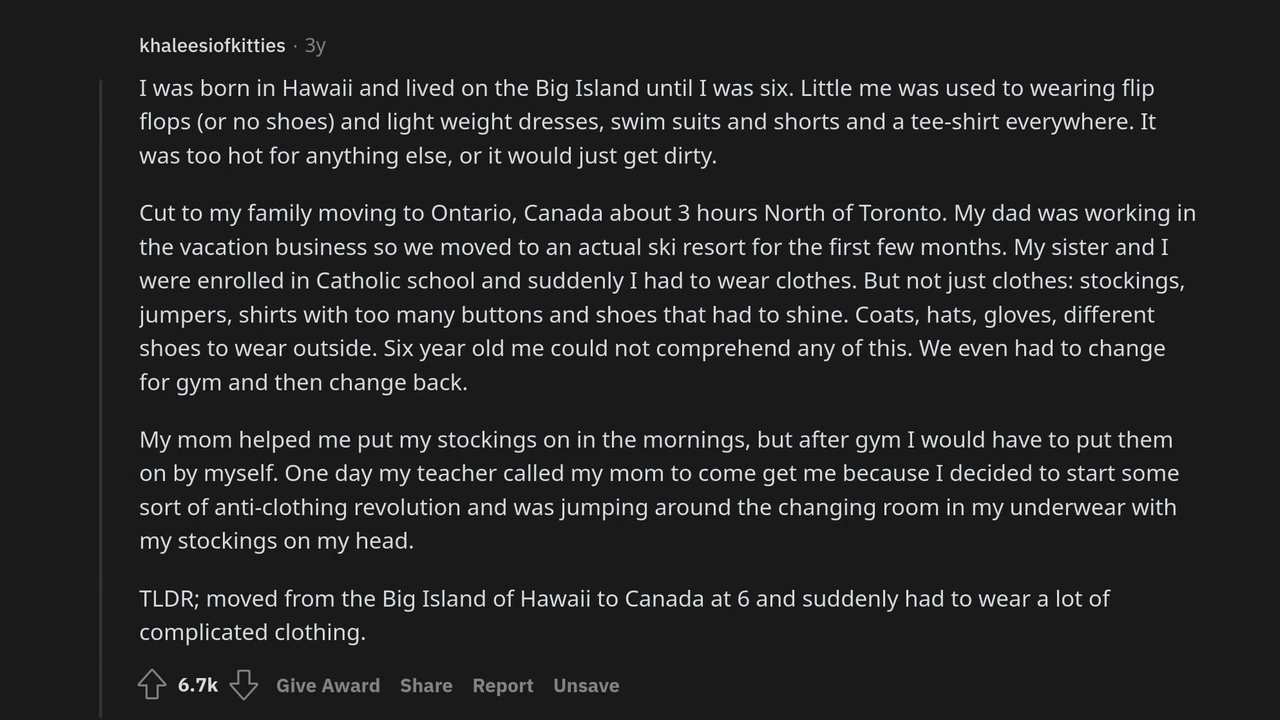 khaleesiofkitties · 3y
I was born in Hawaii and lived on the Big Island until I was six. Little me was used to wearing flip
flops (or no shoes) and light weight dresses, swim suits and shorts and a tee-shirt everywhere. It
was too hot for anything else, or it would just get dirty.
Cut to my family moving to Ontario, Canada about 3 hours North of Toronto. My dad was working in
the vacation business so we moved to an actual ski resort for the first few months. My sister and I
were enrolled in Catholic school and suddenly I had to wear clothes. But not just clothes: stockings,
jumpers, shirts with too many buttons and shoes that had to shine. Coats, hats, gloves, different
shoes to wear outside. Six year old me could not comprehend any of this. We even had to change
for gym and then change back.
My mom helped me put my stockings on in the mornings, but after gym I would have to put them
on by myself. One day my teacher called my mom to come get me because I decided to start some
sort of anti-clothing revolution and was jumping around the changing room in my underwear with
my stockings on my head.
TLDR; moved from the Big Island of Hawaii to Canada at 6 and suddenly had to wear a lot of
complicated clothing.
6.7k Give Award Share Report Unsave